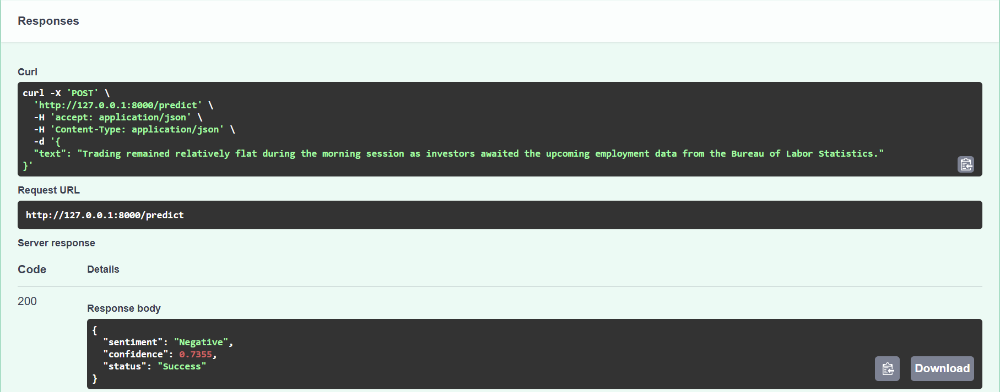 Responses
Curl
curl -X 'POST' \
  'http://127.0.0.1:8000/predict' \
  -H 'accept: application/json' \
  -H 'Content-Type: application/json' \
  -d '{
  "text": "Trading remained relatively flat during the morning session as investors awaited the upcoming employment data from the Bureau of Labor Statistics."
}'
Request URL
http://127.0.0.1:8000/predict
Server response
Code Details
200
Response body
{
  "sentiment": "Negative",
  "confidence": 0.7355,
  "status": "Success"
}
Download